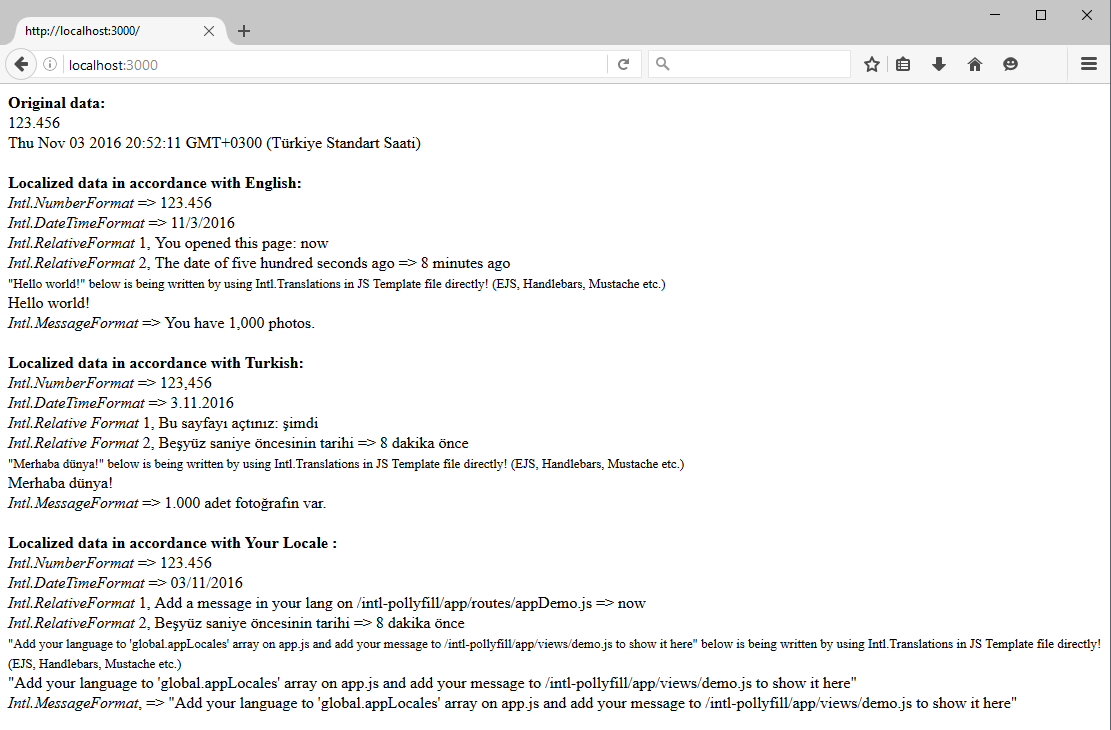 http://localhost:3000/
localhost:3000
Original data:
123.456
Thu Nov 03 2016 20:52:11 GMT+0300 (Türkiye Standart Saati)
Localized data in accordance with English:
Intl.NumberFormat => 123.456
Intl.DateTimeFormat => 11/3/2016
Intl.RelativeFormat 1, You opened this page: now
Intl.RelativeFormat 2, The date of five hundred seconds ago => 8 minutes ago
"Hello world!" below is being written by using Intl.Translations in JS Template file directly! (EJS, Handlebars, Mustache etc.)
Hello world!
Intl.MessageFormat => You have 1,000 photos.
Localized data in accordance with Turkish:
Intl.NumberFormat => 123,456
Intl.DateTimeFormat => 3.11.2016
Intl.Relative Format 1, Bu sayfayı açtınız: şimdi
Intl.Relative Format 2, Beşyüz saniye öncesinin tarihi => 8 dakika önce
"Merhaba dünya!" below is being written by using Intl.Translations in JS Template file directly! (EJS, Handlebars, Mustache etc.)
Merhaba dünya!
Intl.MessageFormat => 1.000 adet fotoğrafın var.
Localized data in accordance with Your Locale :
Intl.NumberFormat => 123.456
Intl.DateTimeFormat => 03/11/2016
Intl.RelativeFormat 1, Add a message in your lang on /intl-pollyfill/app/routes/appDemo.js => now
Intl.RelativeFormat 2, Beşyüz saniye öncesinin tarihi => 8 dakika önce
"Add your language to 'global.appLocales' array on app.js and add your message to /intl-pollyfill/app/views/demo.js to show it here" below is being written by using Intl.Translations in JS Template file directly!
(EJS, Handlebars, Mustache etc.)
"Add your language to 'global.appLocales' array on app.js and add your message to /intl-pollyfill/app/views/demo.js to show it here"
Intl.MessageFormat, => "Add your language to 'global.appLocales' array on app.js and add your message to /intl-pollyfill/app/views/demo.js to show it here"